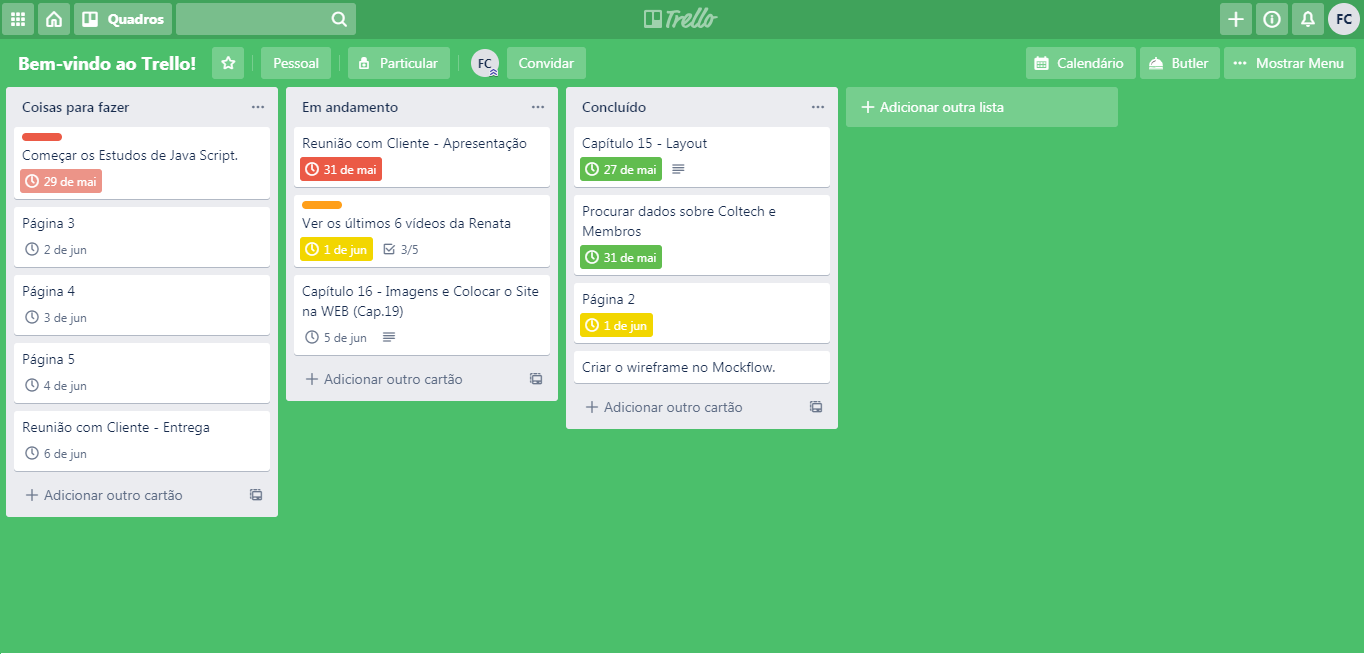 Quadros
Trello
FC
Bem-vindo ao Trello!
Pessoal
Particular
FC
Convidar
Calendário
Butler
Mostrar Menu
Coisas para fazer
Começar os Estudos de Java Script.
29 de mai
Página 3
2 de jun
Página 4
3 de jun
Página 5
4 de jun
Reunião com Cliente - Entrega
6 de jun
Adicionar outro cartão
Em andamento
Reunião com Cliente - Apresentação
31 de mai
Ver os últimos 6 vídeos da Renata
1 de jun 3/5
Capítulo 16 - Imagens e Colocar o Site
na WEB (Cap.19)
5 de jun
Adicionar outro cartão
Concluído
Capítulo 15 - Layout
27 de mai
Procurar dados sobre Coltech e
Membros
31 de mai
Página 2
1 de jun
Criar o wireframe no Mockflow.
Adicionar outro cartão
Adicionar outra lista